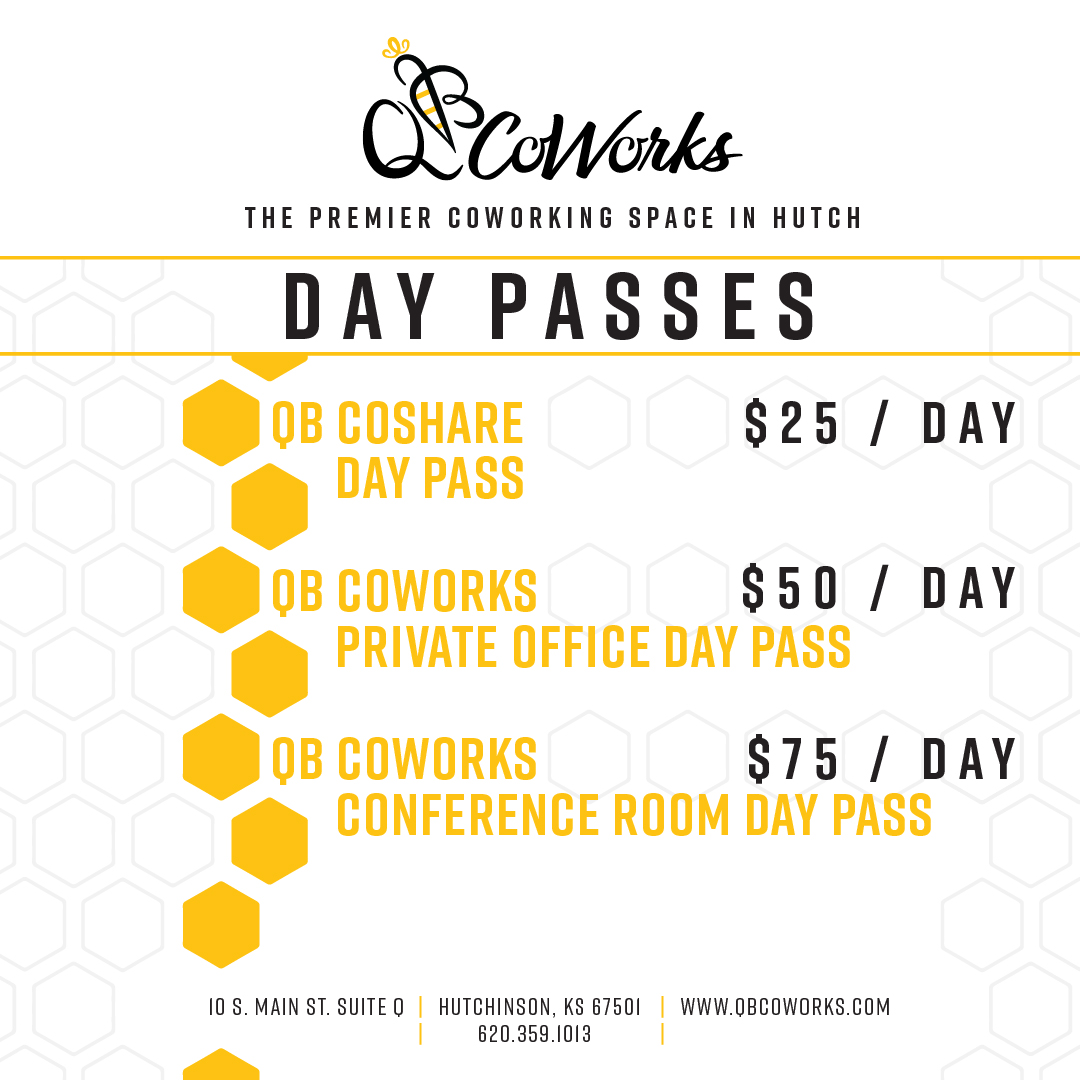 QB CoWorks
THE PREMIER COWORKING SPACE IN HUTCH
DAY PASSES
QB COSHARE $25 / DAY
DAY PASS
QB COWORKS $50 / DAY
PRIVATE OFFICE DAY PASS
QB COWORKS $75 / DAY
CONFERENCE ROOM DAY PASS
10 S. MAIN ST. SUITE Q | HUTCHINSON, KS 67501 | WWW.QBCOWORKS.COM
| 620.359.1013 |